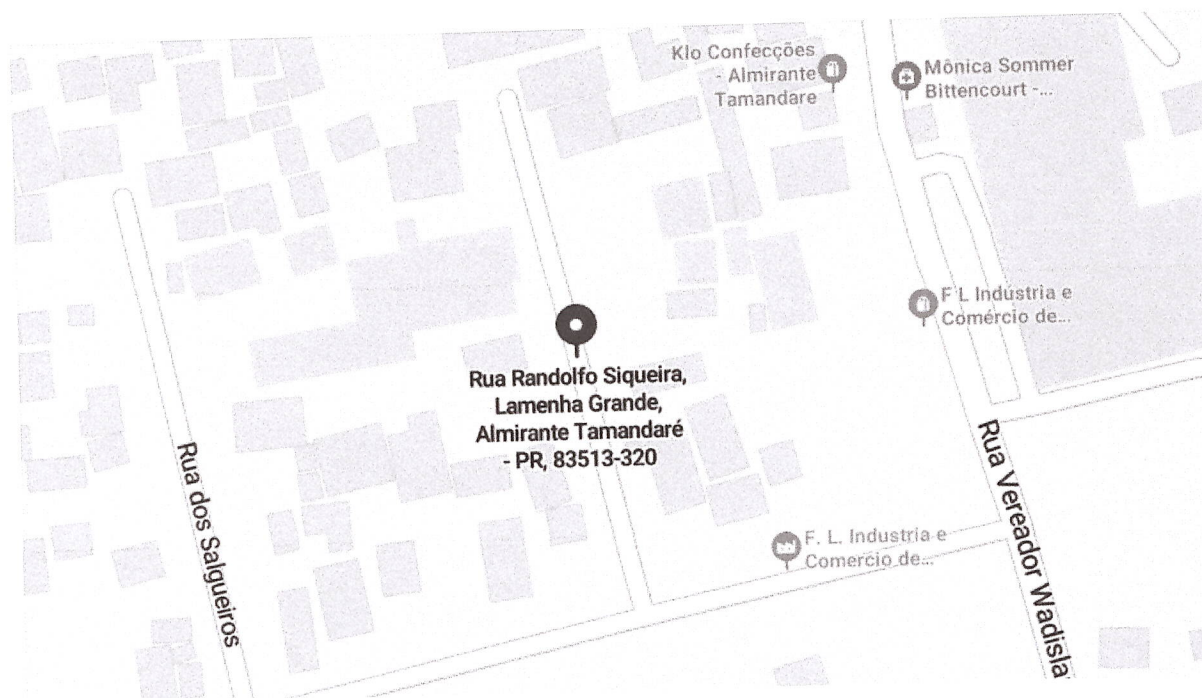 Klo Confecções
- Almirante
Tamandare
Mônica Sommer
Bittencourt -...
F L Indústria e
Comércio de...
Rua Randolfo Siqueira,
Lamenha Grande,
Almirante Tamandaré
- PR, 83513-320
Rua dos Salgueiros
Rua Vereador Wadisla
F. L. Industria e
Comercio de...